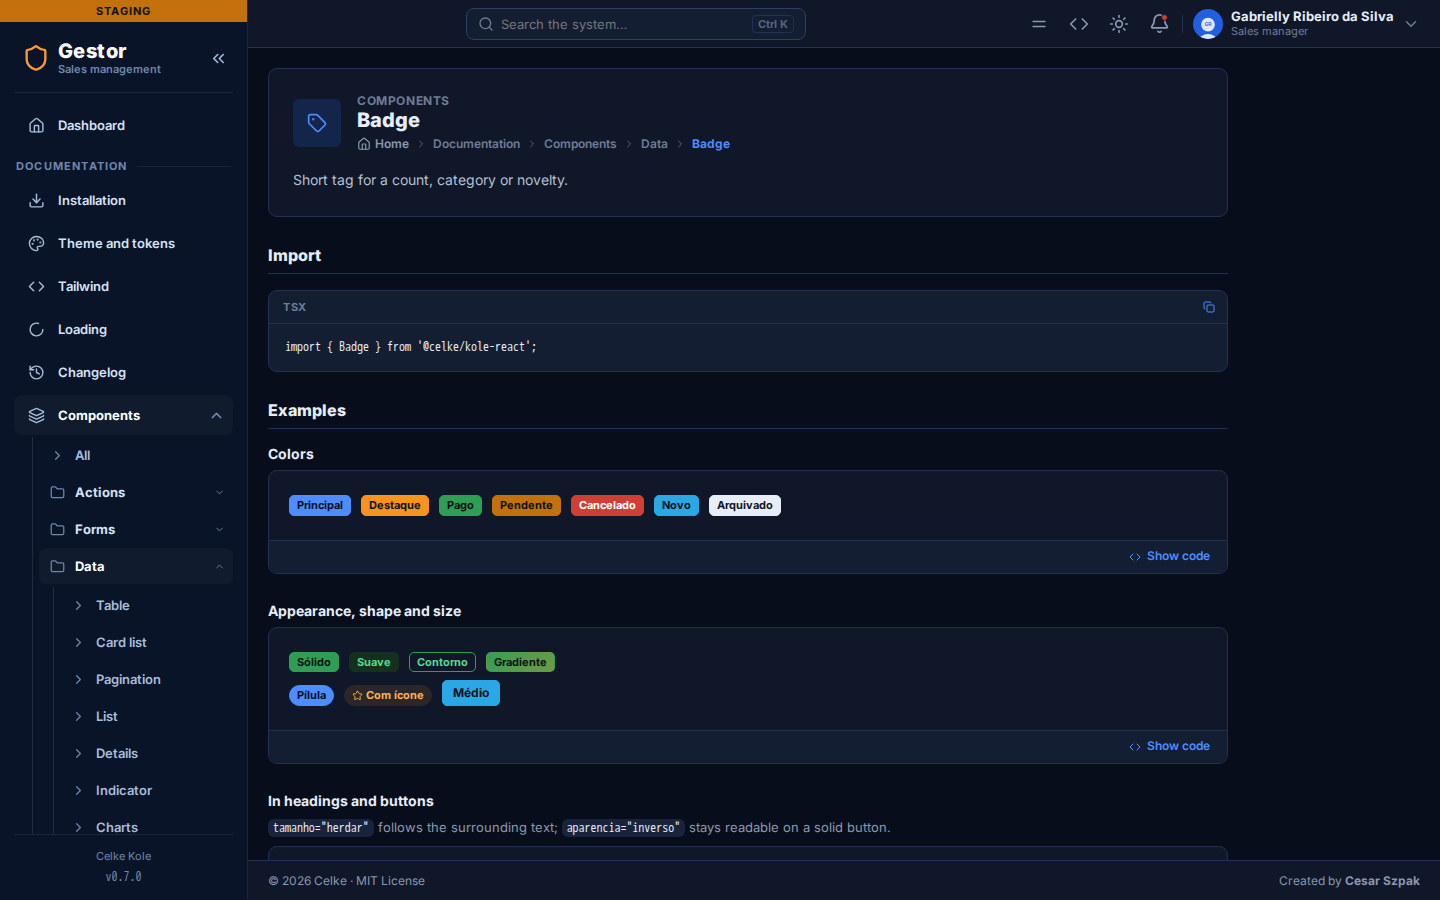 STAGING
Gestor
Sales management
Dashboard
DOCUMENTATION
Installation
Theme and tokens
Tailwind
Loading
Changelog
Components
All
Actions
Forms
Data
Table
Card list
Pagination
List
Details
Indicator
Charts
Celke Kole
v0.7.0
Search the system...
Ctrl K
GR
Gabrielly Ribeiro da Silva
Sales manager
COMPONENTS
Badge
Home
Documentation
Components
Data
Badge
Short tag for a count, category or novelty.
Import
TSX
import { Badge } from '@celke/kole-react';
Examples
Colors
Principal Destaque Pago Pendente Cancelado Novo Arquivado
Show code
Appearance, shape and size
Sólido Suave Contorno Gradiente
Pílula Com ícone Médio
Show code
In headings and buttons
tamanho="herdar" follows the surrounding text; aparencia="inverso" stays readable on a solid button.
© 2026 Celke · MIT License
Created by Cesar Szpak